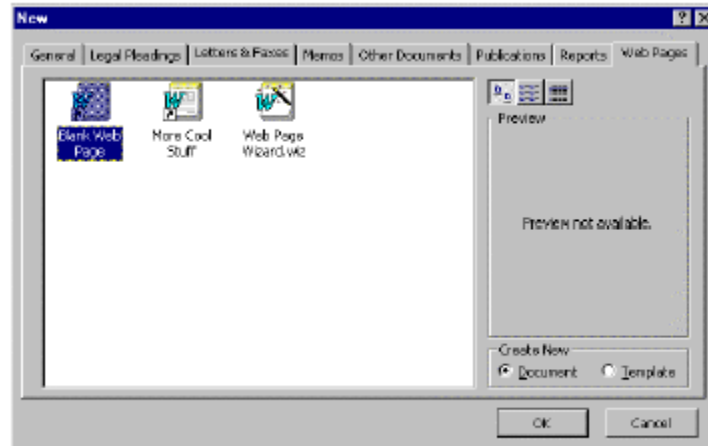 New
General
Legal Pleadings
Letters & Faxes
Memos
Other Documents
Publications
Reports
Web Pages
Blank Web
Page
More Cool
Stuff
Web Page
Wizard.wiz
Preview
Preview not available.
Create New
Document
Template
OK
Cancel